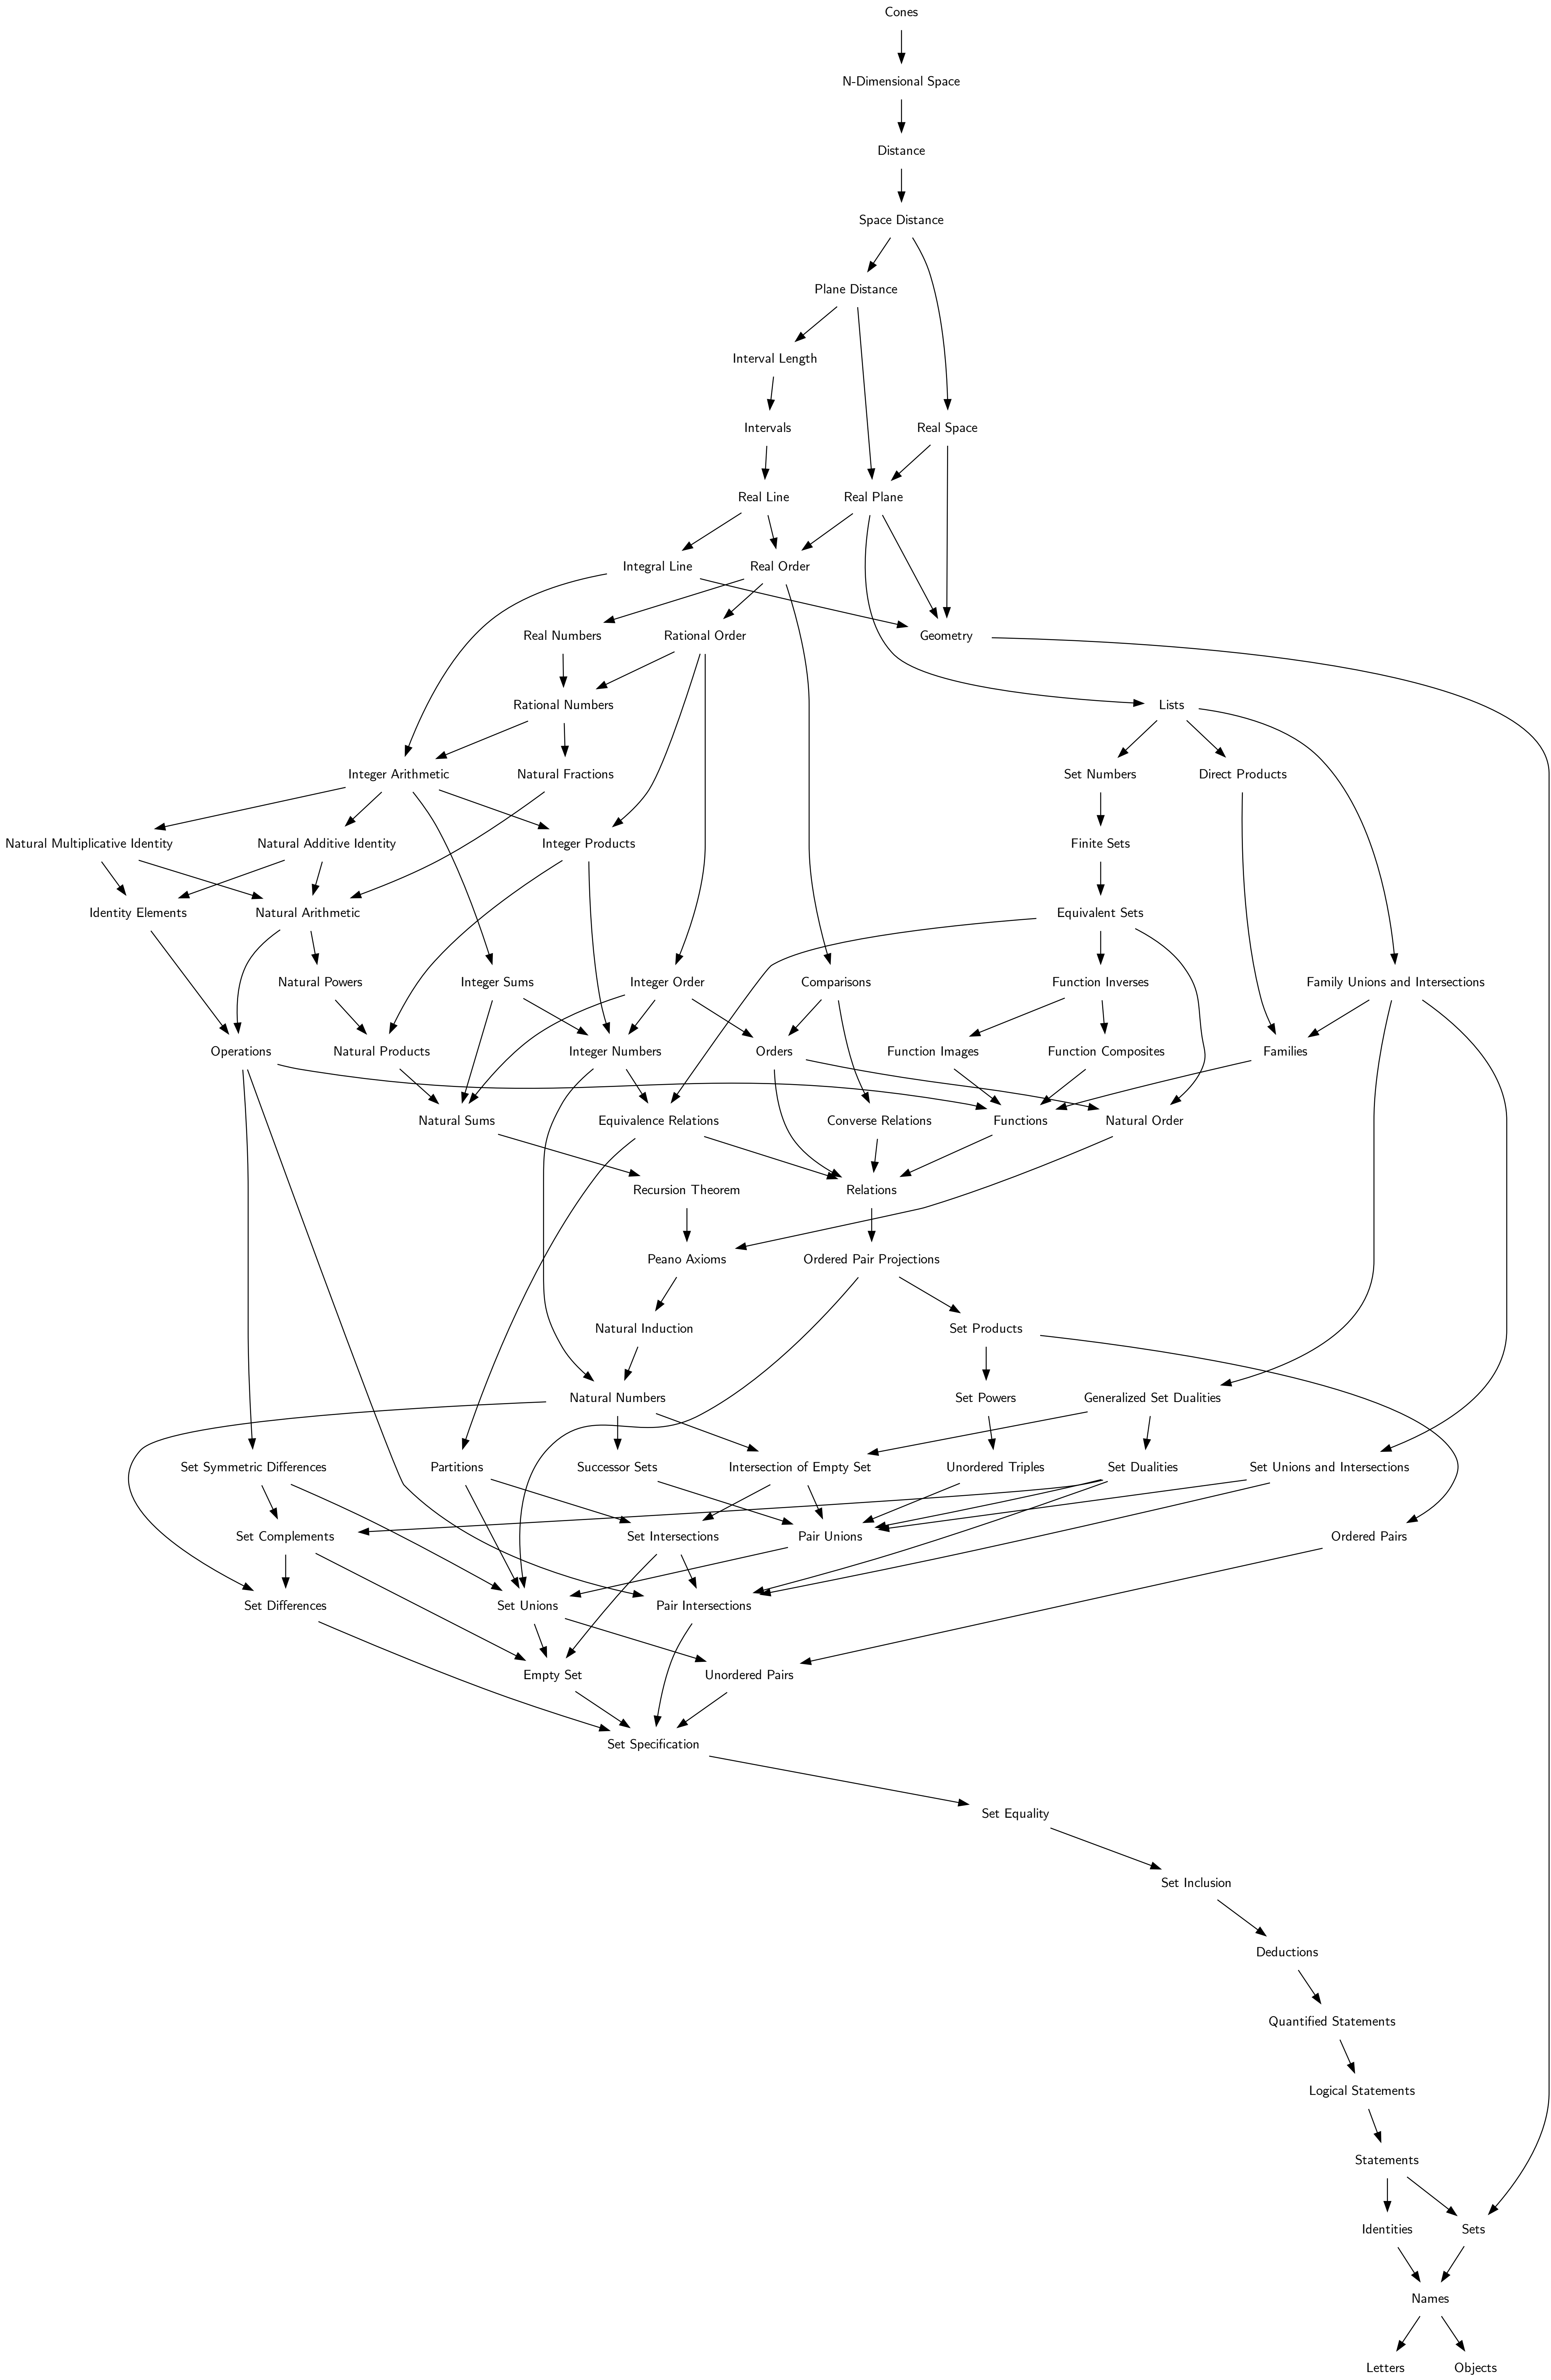 Cones
N-Dimensional Space
Distance
Space Distance
Plane Distance
Interval Length
Intervals
Real Space
Real Line
Real Plane
Integral Line
Real Order
Real Numbers
Rational Order
Geometry
Rational Numbers
Lists
Integer Arithmetic
Natural Fractions
Set Numbers
Direct Products
Natural Multiplicative Identity
Natural Additive Identity
Integer Products
Finite Sets
Identity Elements
Natural Arithmetic
Equivalent Sets
Natural Powers
Integer Sums
Integer Order
Comparisons
Function Inverses
Family Unions and Intersections
Operations
Natural Products
Integer Numbers
Orders
Function Images
Function Composites
Families
Natural Sums
Equivalence Relations
Converse Relations
Functions
Natural Order
Recursion Theorem
Relations
Peano Axioms
Ordered Pair Projections
Natural Induction
Set Products
Natural Numbers
Set Powers
Generalized Set Dualities
Set Symmetric Differences
Partitions
Successor Sets
Intersection of Empty Set
Unordered Triples
Set Dualities
Set Unions and Intersections
Set Complements
Set Intersections
Pair Unions
Ordered Pairs
Set Differences
Set Unions
Pair Intersections
Empty Set
Unordered Pairs
Set Specification
Set Equality
Set Inclusion
Deductions
Quantified Statements
Logical Statements
Statements
Identities
Sets
Names
Letters
Objects